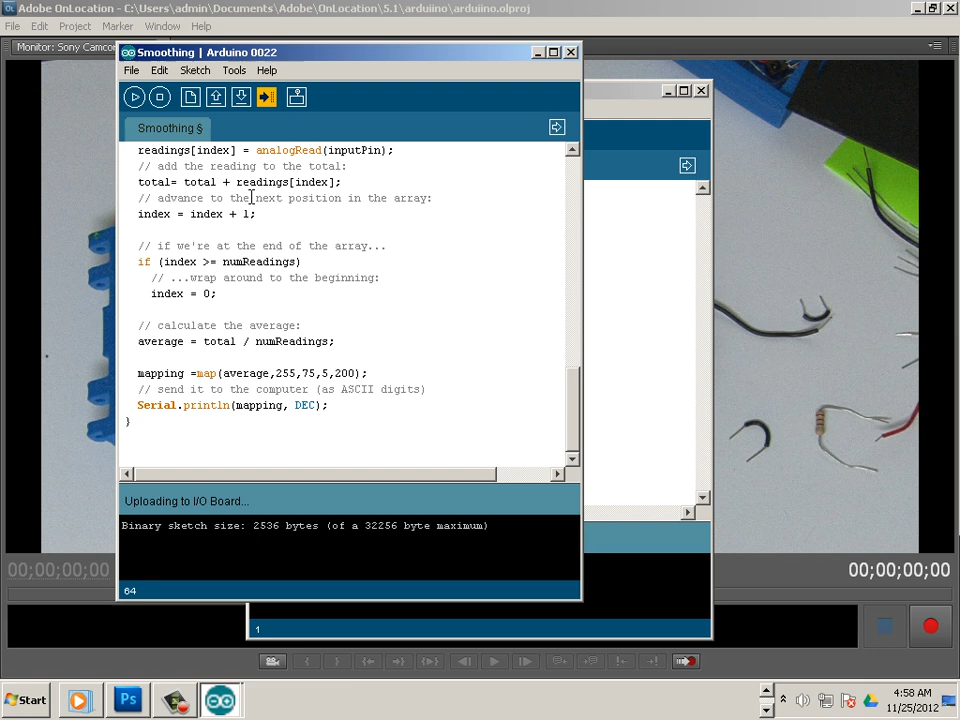 Adobe OnLocation - C:\Users\admin\Documents\Adobe\OnLocation\5.1\arduiino\arduiino.olproj
File Edit Project Marker Window Help
Monitor: Sony Camcor
Smoothing | Arduino 0022
File Edit Sketch Tools Help
Smoothing §
readings[index] = analogRead(inputPin);
// add the reading to the total:
total= total + readings[index];
// advance to the next position in the array:
index = index + 1;
// if we're at the end of the array...
if (index >= numReadings)
// ...wrap around to the beginning:
index = 0;
// calculate the average:
average = total / numReadings;
mapping =map(average,255,75,5,200);
// send it to the computer (as ASCII digits)
Serial.println(mapping, DEC);
}
Uploading to I/O Board...
Binary sketch size: 2536 bytes (of a 32256 byte maximum)
64
1
00;00;00;00
00;00;00;00
Start
Ps
4:58 AM
11/25/2012